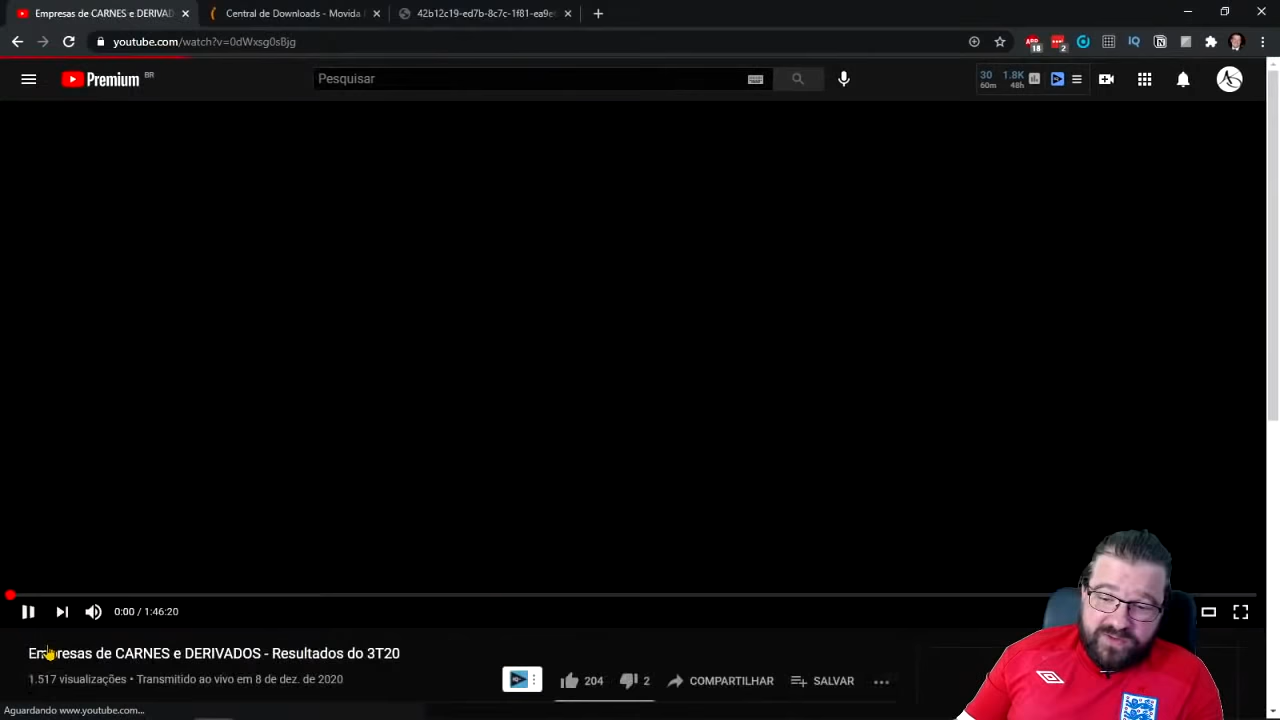 Empresas de CARNES e DERIVAD
Central de Downloads - Movida
42b12c19-ed7b-8c7c-1f81-ea9e
youtube.com/watch?v=0dWxsg0sBjg
18
2
IQ
Premium BR
Pesquisar
30 1.8K
60m 48h
0:00 / 1:46:20
Empresas de CARNES e DERIVADOS - Resultados do 3T20
1.517 visualizações • Transmitido ao vivo em 8 de dez. de 2020
204 2 COMPARTILHAR SALVAR
Aguardando www.youtube.com...